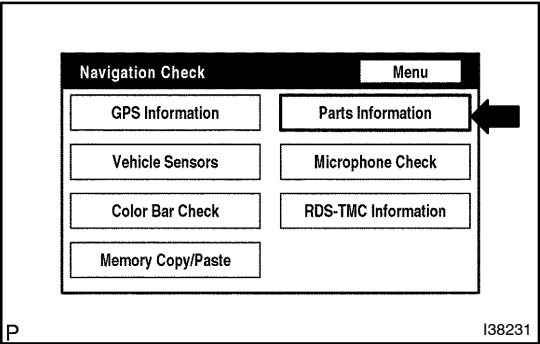 Navigation Check Menu
GPS Information Parts Information
Vehicle Sensors Microphone Check
Color Bar Check RDS-TMC Information
Memory Copy/Paste
P I38231